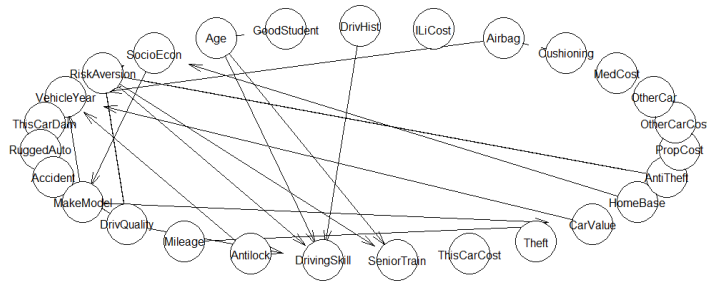 GoodStudent
DrivHist
ILiCost
Age
Airbag
SocioEcon
Cushioning
RiskAversion
MedCost
VehicleYear
OtherCar
ThisCarDam
OtherCarCos
RuggedAuto
PropCost
Accident
AntiTheft
MakeModel
HomeBase
DrivQuality
CarValue
Mileage
Theft
Antilock
DrivingSkill
SeniorTrain
ThisCarCost